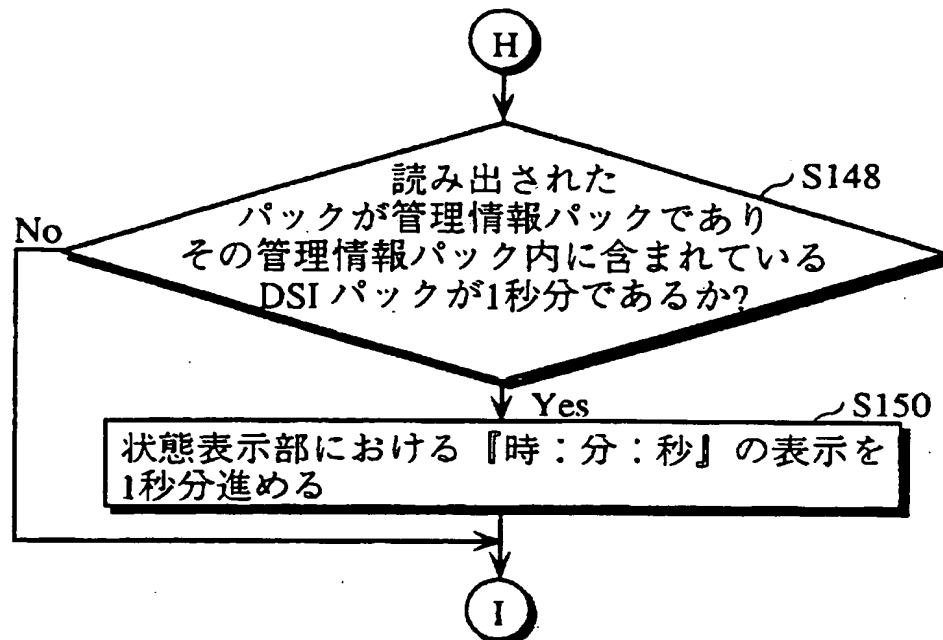 H
読み出された
S148
パックが管理情報パックであり
No
その管理情報パック内に含まれている
DSIパックが1秒分であるか?
Yes
S150
状態表示部における『時:分:秒』の表示を
1秒分進める
I